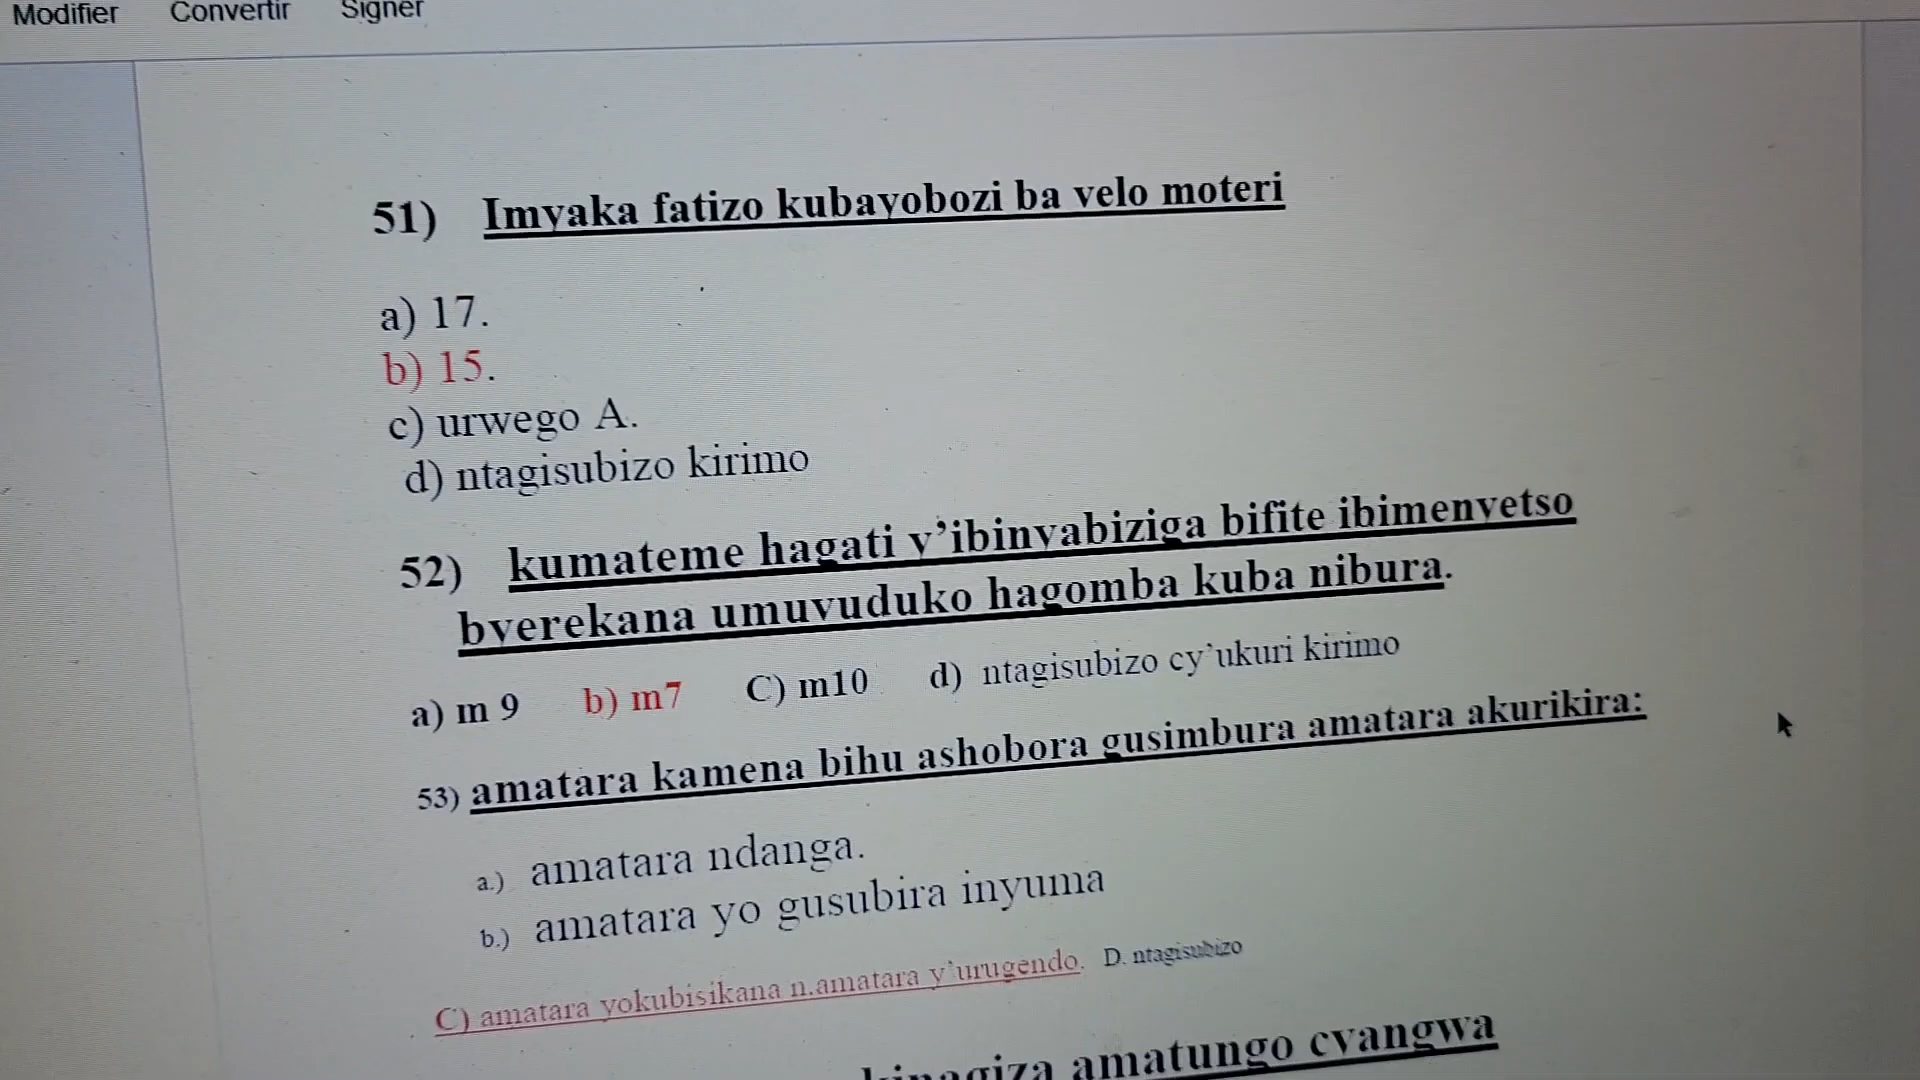 Modifier Convertir Signer
51) Imyaka fatizo kubayobozi ba velo moteri
a) 17.
b) 15.
c) urwego A.
d) ntagisubizo kirimo
52) kumateme hagati y’ibinyabiziga bifite ibimenyetso
byerekana umuvuduko hagomba kuba nibura.
a) m 9 b) m7 C) m10 d) ntagisubizo cy’ukuri kirimo
53) amatara kamena bihu ashobora gusimbura amatara akurikira:
a.) amatara ndanga.
b.) amatara yo gusubira inyuma
C) amatara yokubisikana n.amatara y’urugendo. D. ntagisubizo
amatungo cyangwa